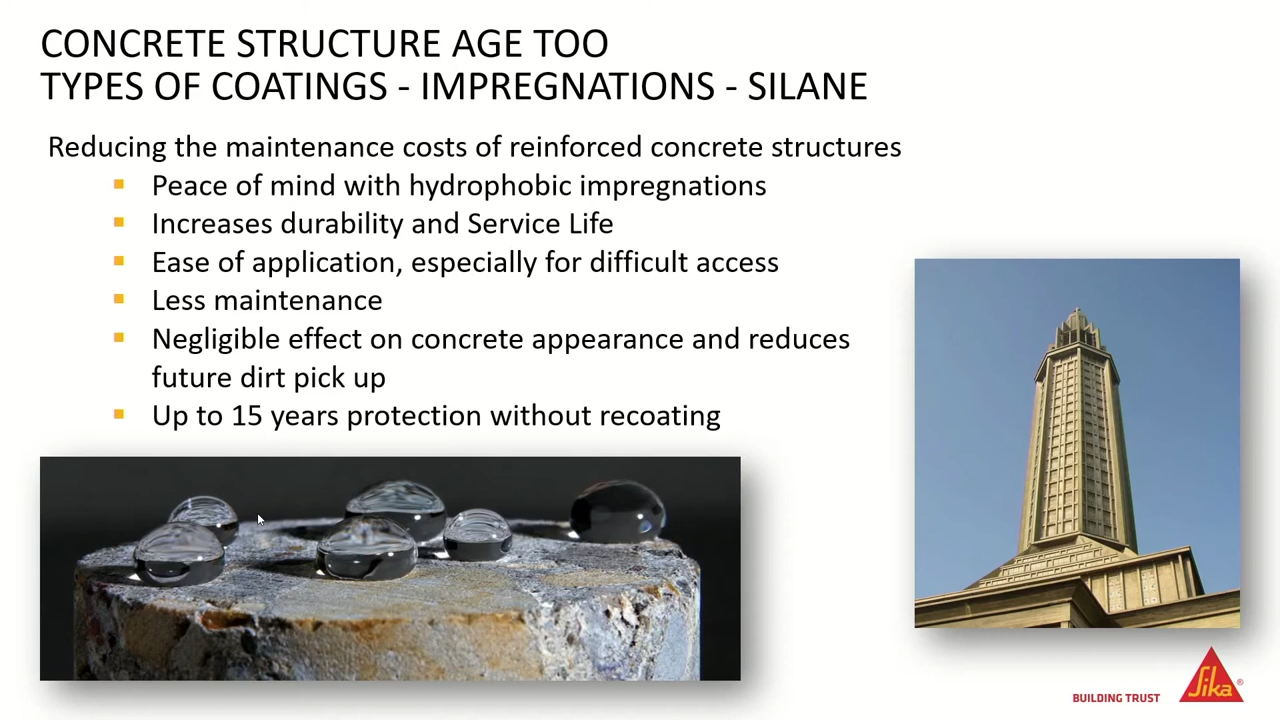 CONCRETE STRUCTURE AGE TOO
TYPES OF COATINGS - IMPREGNATIONS - SILANE
Reducing the maintenance costs of reinforced concrete structures
Peace of mind with hydrophobic impregnations
Increases durability and Service Life
Ease of application, especially for difficult access
Less maintenance
Negligible effect on concrete appearance and reduces
future dirt pick up
Up to 15 years protection without recoating
BUILDING TRUST
Sika®